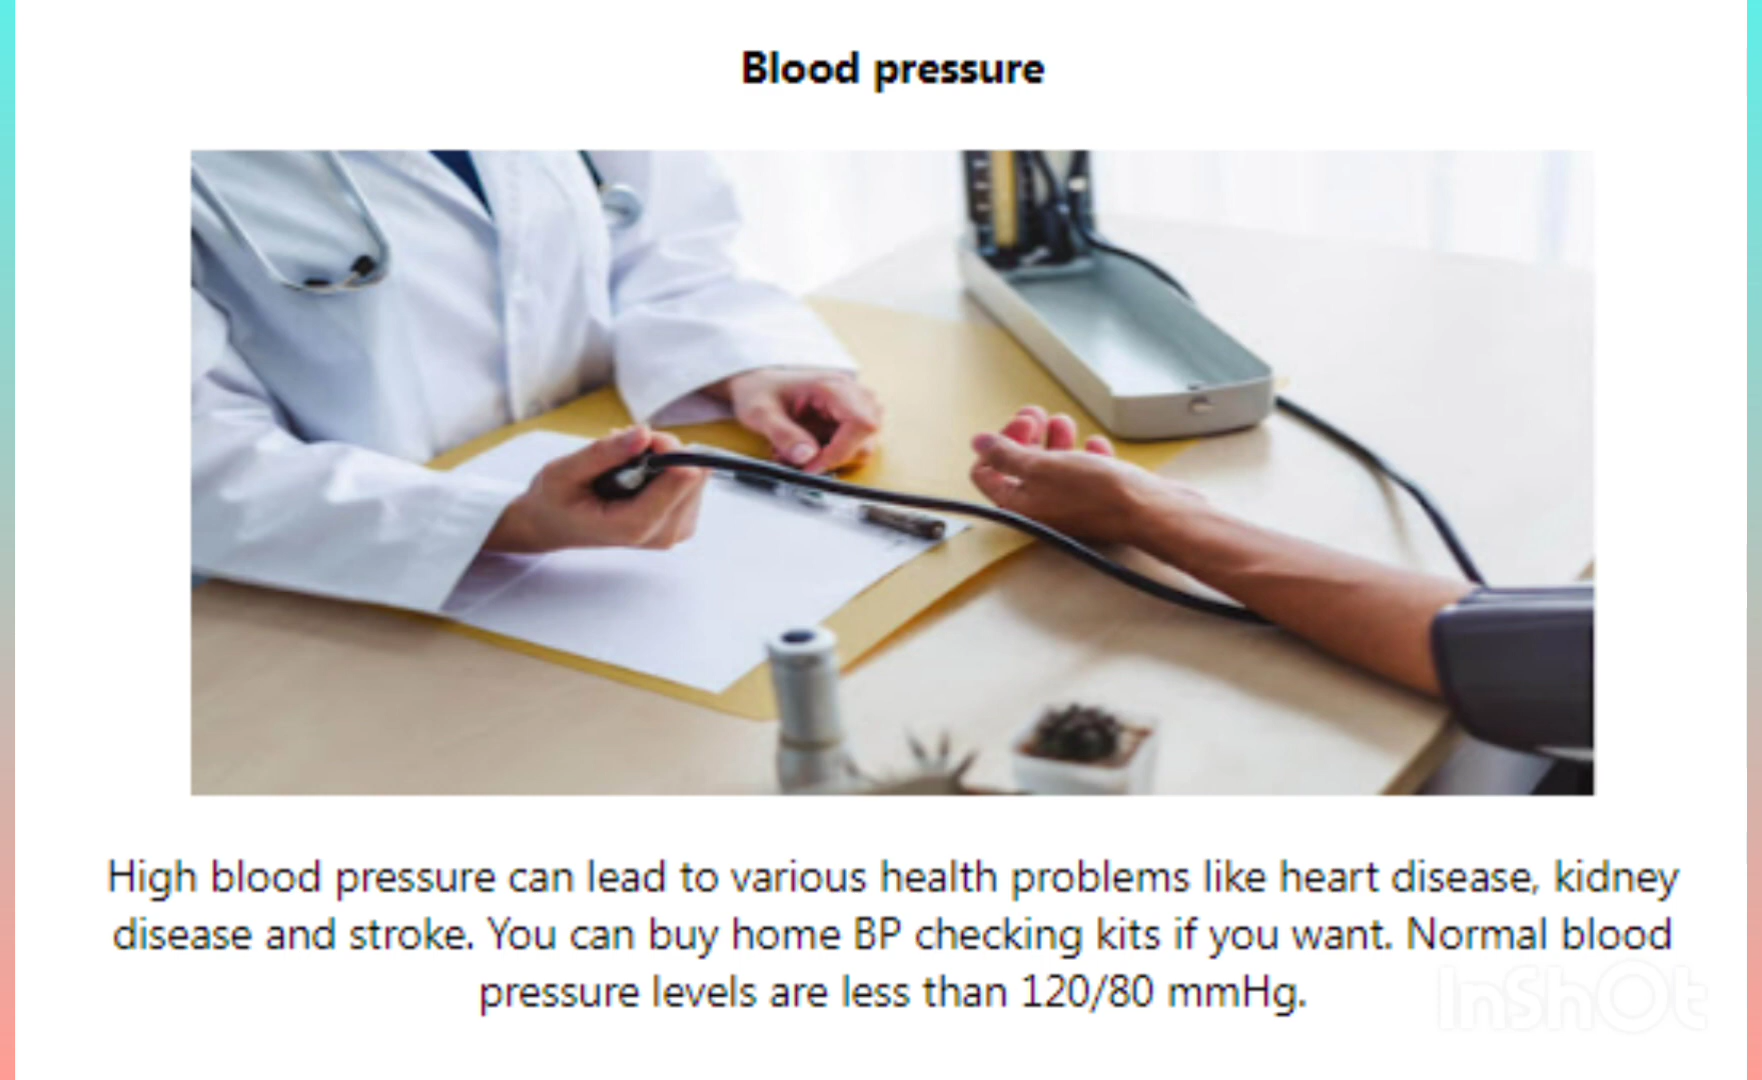 Blood pressure
High blood pressure can lead to various health problems like heart disease, kidney
disease and stroke. You can buy home BP checking kits if you want. Normal blood
pressure levels are less than 120/80 mmHg.
InShOt